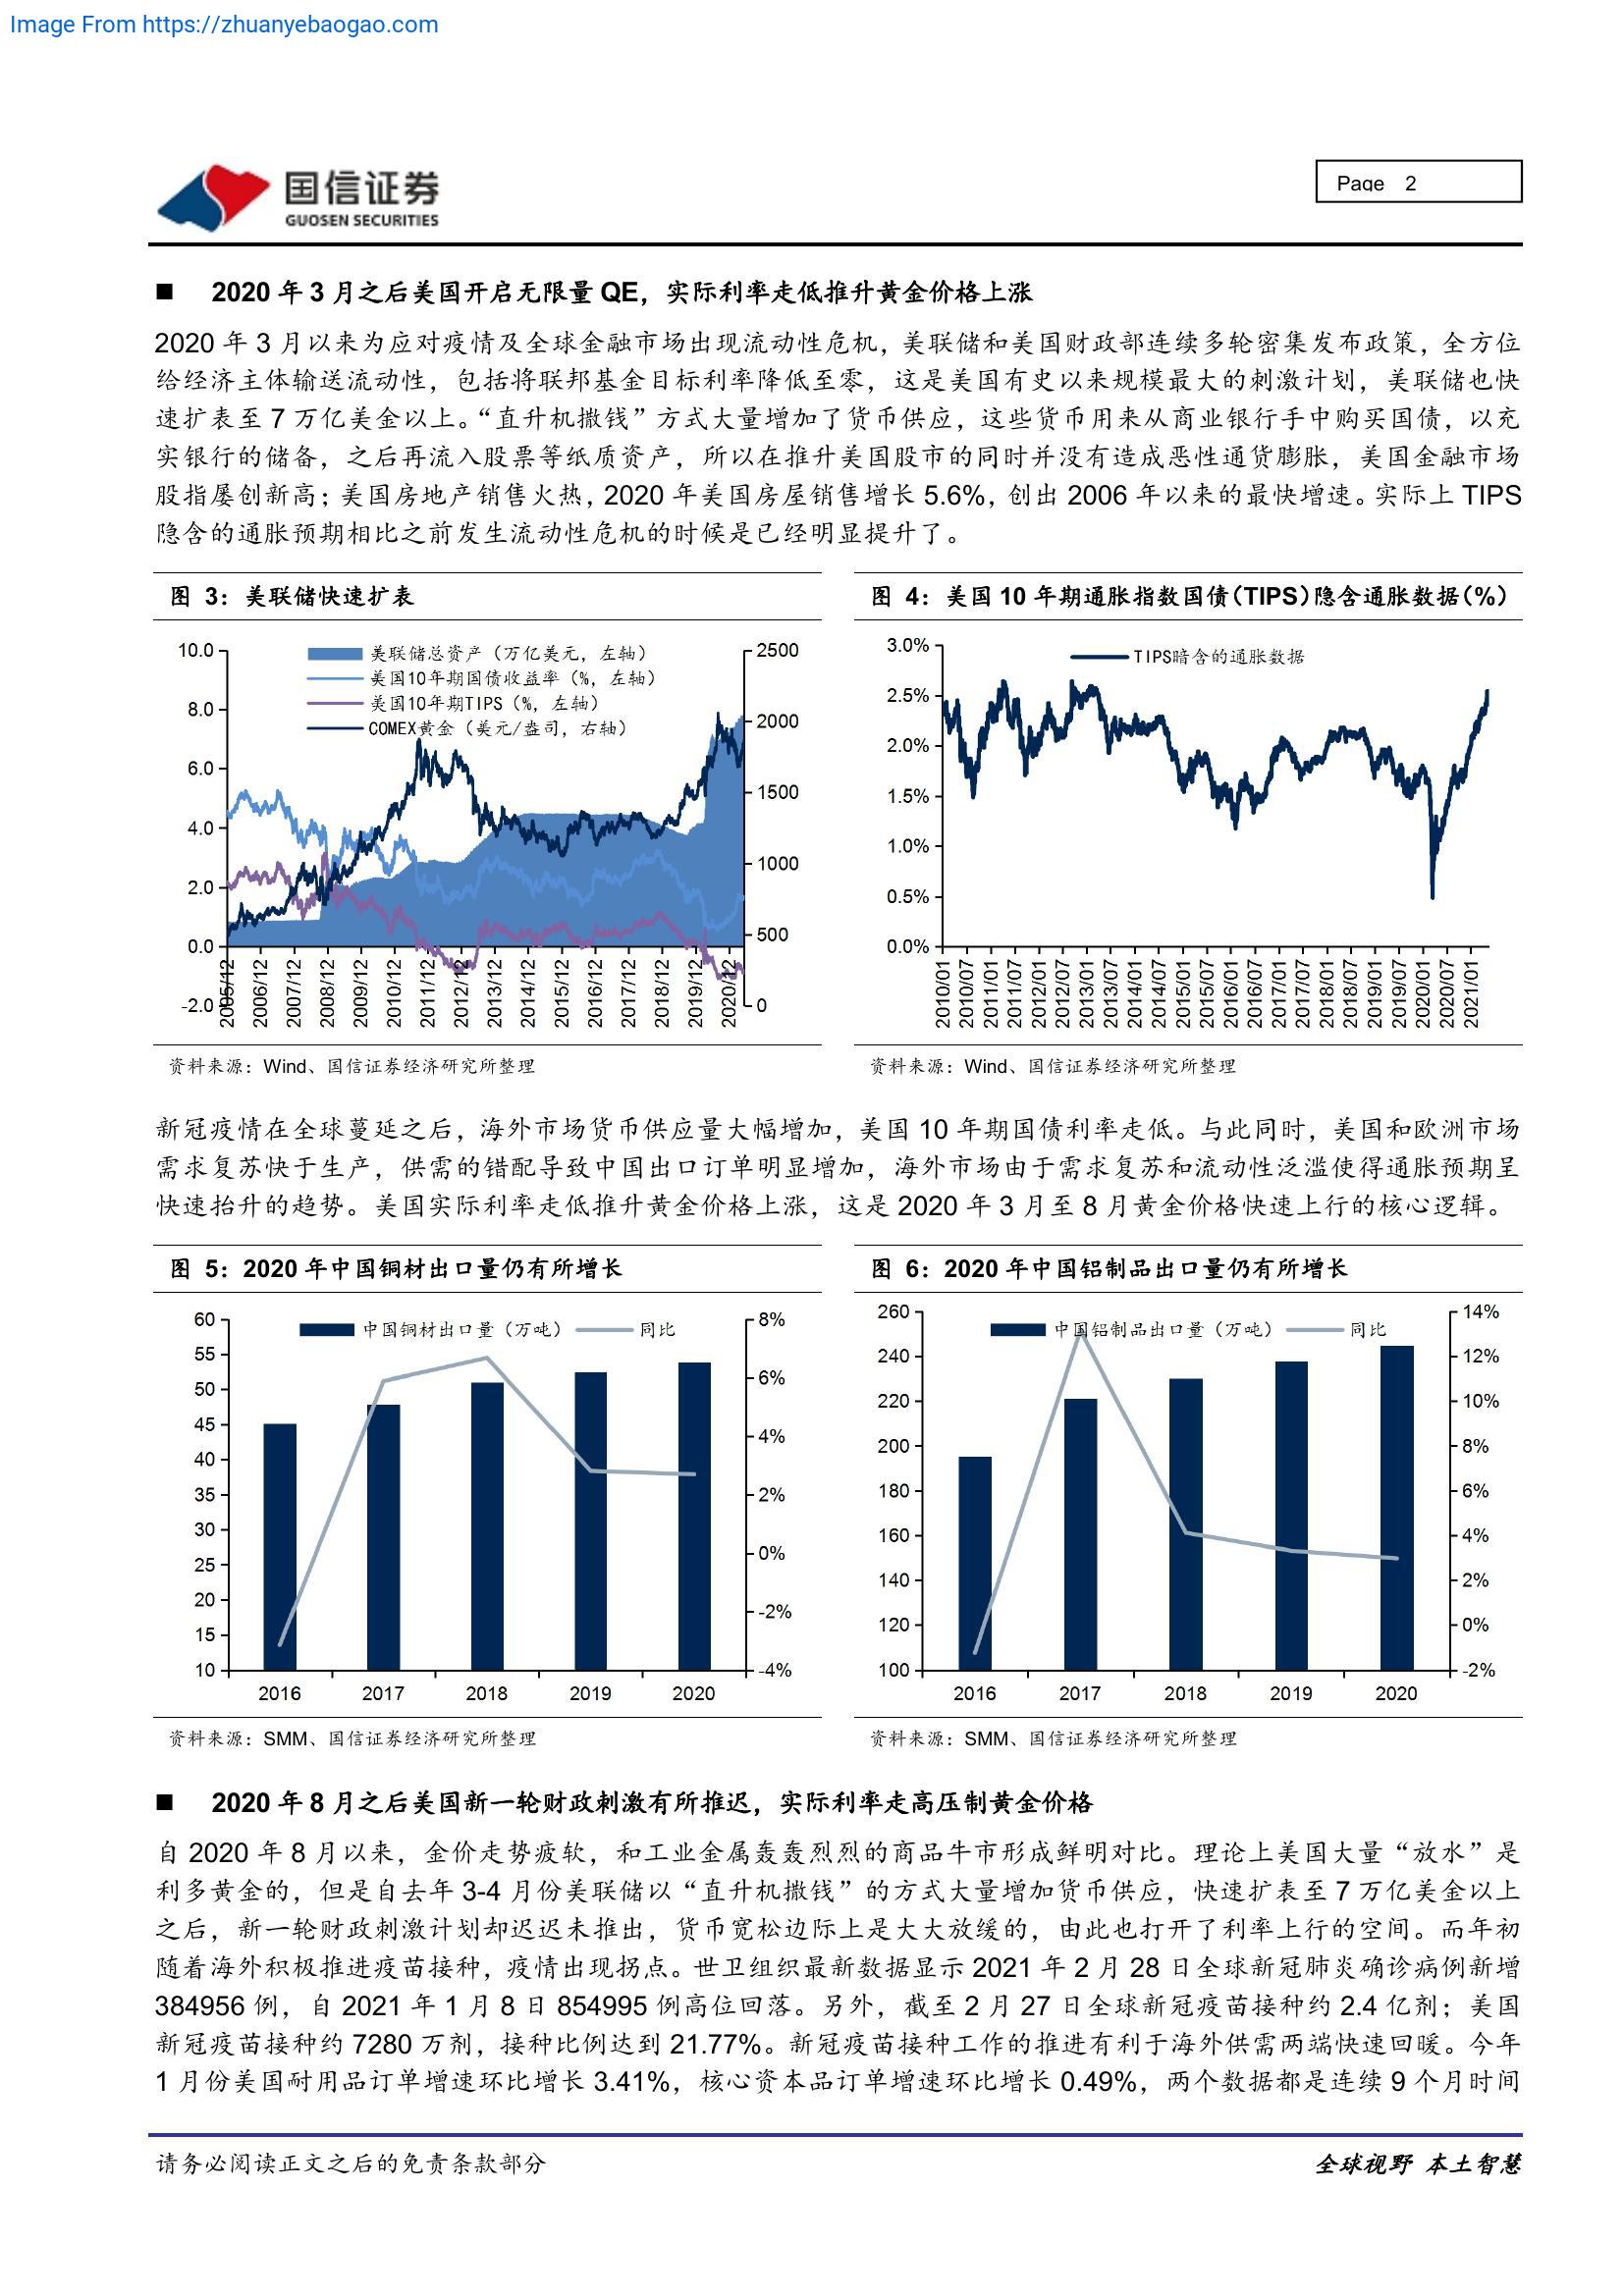 Image From https://zhuanyebaogao.com
国信证券
GUOSEN SECURITIES
Page 2
■ 2020 年 3 月之后美国开启无限量 QE，实际利率走低推升黄金价格上涨
2020 年 3 月以来为应对疫情及全球金融市场出现流动性危机，美联储和美国财政部连续多轮密集发布政策，全方位
给经济主体输送流动性，包括将联邦基金目标利率降低至零，这是美国有史以来规模最大的刺激计划，美联储也快
速扩表至 7 万亿美金以上。“直升机撒钱”方式大量增加了货币供应，这些货币用来从商业银行手中购买国债，以充
实银行的储备，之后再流入股票等纸质资产，所以在推升美国股市的同时并没有造成恶性通货膨胀，美国金融市场
股指屡创新高；美国房地产销售火热，2020 年美国房屋销售增长 5.6%，创出 2006 年以来的最快增速。实际上 TIPS
隐含的通胀预期相比之前发生流动性危机的时候是已经明显提升了。
图 3：美联储快速扩表
10.0
8.0
6.0
4.0
2.0
0.0
-2.0
美联储总资产（万亿美元，左轴）
美国10年期国债收益率（%，左轴）
美国10年期TIPS（%，左轴）
COMEX黄金（美元/盎司，右轴）
2500
2000
1500
1000
500
0
2005/12
2006/12
2007/12
2008/12
2009/12
2010/12
2011/12
2012/12
2013/12
2014/12
2015/12
2016/12
2017/12
2018/12
2019/12
2020/12
资料来源：Wind、国信证券经济研究所整理
图 4：美国 10 年期通胀指数国债（TIPS）隐含通胀数据（%）
3.0%
2.5%
2.0%
1.5%
1.0%
0.5%
0.0%
TIPS暗含的通胀数据
2010/01
2010/07
2011/01
2011/07
2012/01
2012/07
2013/01
2013/07
2014/01
2014/07
2015/01
2015/07
2016/01
2016/07
2017/01
2017/07
2018/01
2018/07
2019/01
2019/07
2020/01
2020/07
2021/01
资料来源：Wind、国信证券经济研究所整理
新冠疫情在全球蔓延之后，海外市场货币供应量大幅增加，美国 10 年期国债利率走低。与此同时，美国和欧洲市场
需求复苏快于生产，供需的错配导致中国出口订单明显增加，海外市场由于需求复苏和流动性泛滥使得通胀预期呈
快速抬升的趋势。美国实际利率走低推升黄金价格上涨，这是 2020 年 3 月至 8 月黄金价格快速上行的核心逻辑。
图 5：2020 年中国铜材出口量仍有所增长
60
55
50
45
40
35
30
25
20
15
10
中国铜材出口量（万吨） 同比
8%
6%
4%
2%
0%
-2%
-4%
2016 2017 2018 2019 2020
资料来源：SMM、国信证券经济研究所整理
图 6：2020 年中国铝制品出口量仍有所增长
260
240
220
200
180
160
140
120
100
中国铝制品出口量（万吨） 同比
14%
12%
10%
8%
6%
4%
2%
0%
-2%
2016 2017 2018 2019 2020
资料来源：SMM、国信证券经济研究所整理
■ 2020 年 8 月之后美国新一轮财政刺激有所推迟，实际利率走高压制黄金价格
自 2020 年 8 月以来，金价走势疲软，和工业金属轰轰烈烈的商品牛市形成鲜明对比。理论上美国大量“放水”是
利多黄金的，但是自去年 3-4 月份美联储以“直升机撒钱”的方式大量增加货币供应，快速扩表至 7 万亿美金以上
之后，新一轮财政刺激计划却迟迟未推出，货币宽松边际上是大大放缓的，由此也打开了利率上行的空间。而年初
随着海外积极推进疫苗接种，疫情出现拐点。世卫组织最新数据显示 2021 年 2 月 28 日全球新冠肺炎确诊病例新增
384956 例，自 2021 年 1 月 8 日 854995 例高位回落。另外，截至 2 月 27 日全球新冠疫苗接种约 2.4 亿剂；美国
新冠疫苗接种约 7280 万剂，接种比例达到 21.77%。新冠疫苗接种工作的推进有利于海外供需两端快速回暖。今年
1 月份美国耐用品订单增速环比增长 3.41%，核心资本品订单增速环比增长 0.49%，两个数据都是连续 9 个月时间
请务必阅读正文之后的免责条款部分
全球视野 本土智慧